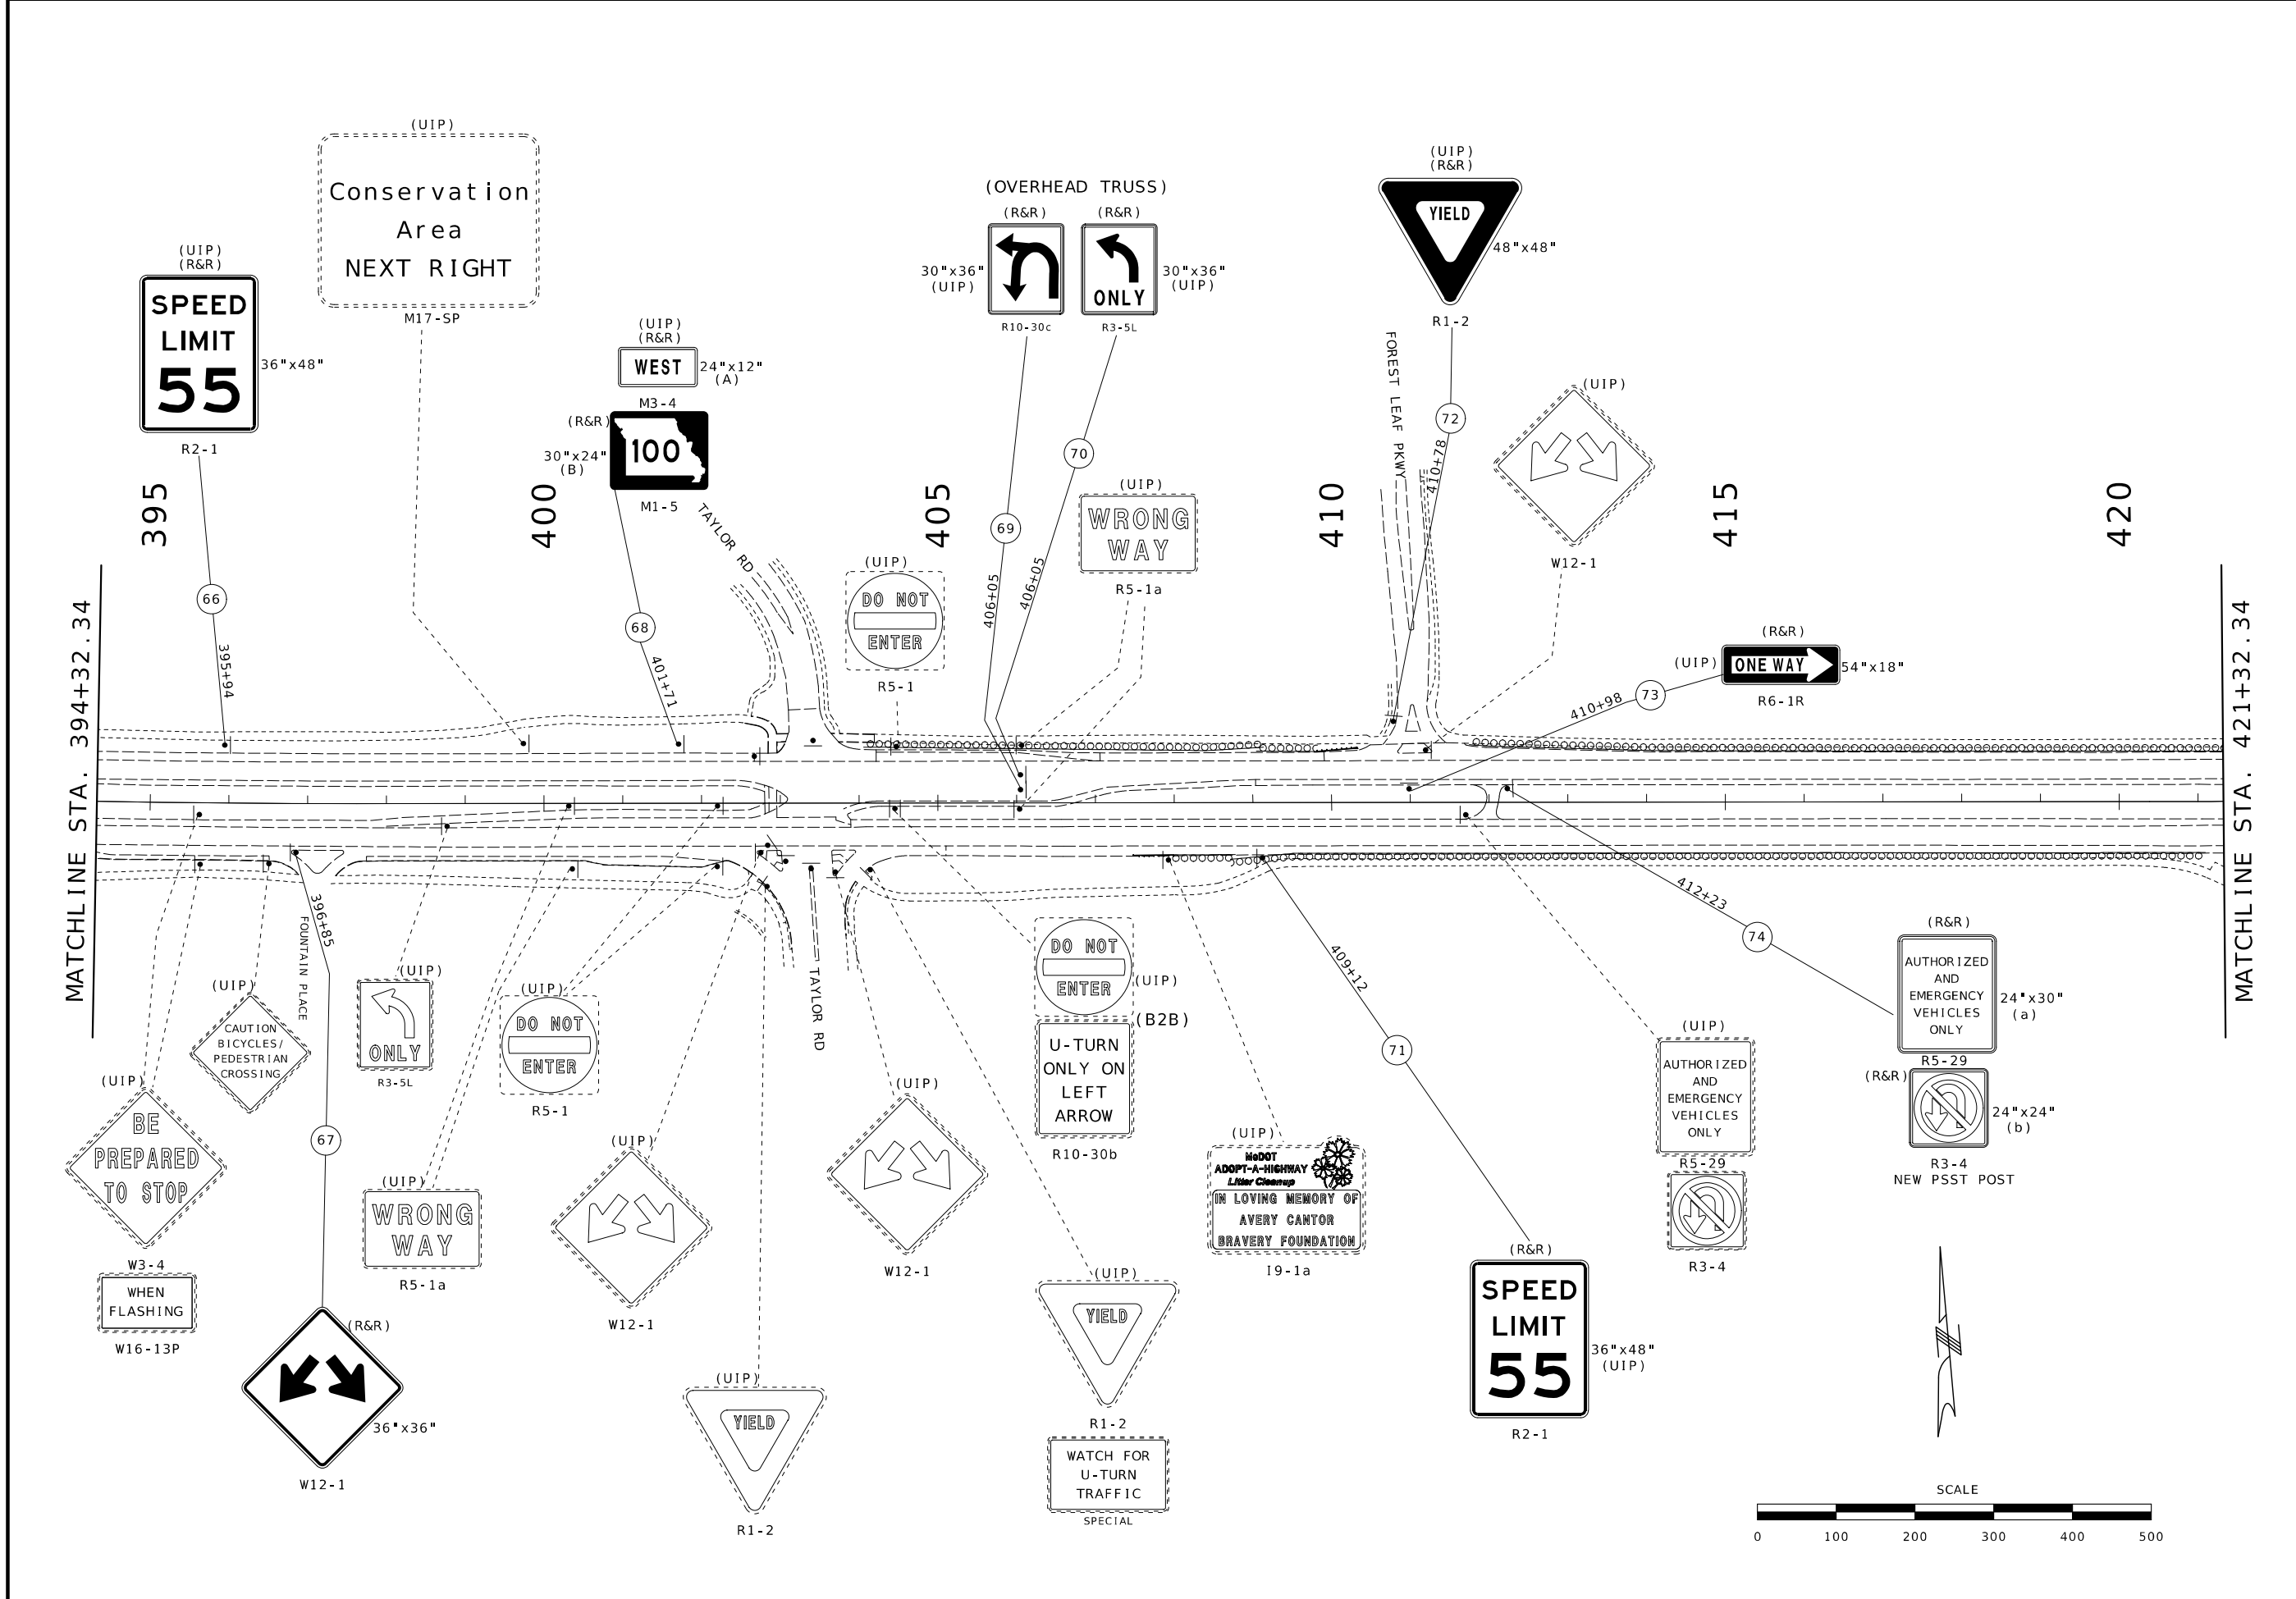 (UIP)
Conservation
Area
NEXT RIGHT
M17-SP
(UIP)
(R&R)
SPEED
LIMIT
55
36"x48"
R2-1
66
395+94
(UIP)
(R&R)
WEST
24"x12"
(A)
M3-4
(R&R)
100
30"x24"
(B)
M1-5
68
401+71
(OVERHEAD TRUSS)
(R&R)
30"x36"
(UIP)
R10-30c
69
406+05
(R&R)
ONLY
30"x36"
(UIP)
R3-5L
70
406+05
(UIP)
(R&R)
YIELD
48"x48"
R1-2
72
410+78
FOREST LEAF PKWY
(UIP)
W12-1
(UIP)
WRONG
WAY
R5-1a
(UIP)
DO NOT
ENTER
R5-1
TAYLOR RD
395
400
405
410
415
420
(R&R)
(UIP)
ONE WAY
54"x18"
R6-1R
73
410+98
MATCHLINE STA. 394+32.34
MATCHLINE STA. 421+32.34
396+85
FOUNTAIN PLACE
67
(R&R)
36"x36"
W12-1
(UIP)
BE
PREPARED
TO STOP
W3-4
WHEN
FLASHING
W16-13P
(UIP)
CAUTION
BICYCLES/
PEDESTRIAN
CROSSING
(UIP)
ONLY
R3-5L
(UIP)
WRONG
WAY
R5-1a
(UIP)
DO NOT
ENTER
R5-1
(UIP)
W12-1
(UIP)
YIELD
R1-2
TAYLOR RD
(UIP)
W12-1
DO NOT
ENTER
(UIP)
(B2B)
U-TURN
ONLY ON
LEFT
ARROW
R10-30b
(UIP)
YIELD
R1-2
WATCH FOR
U-TURN
TRAFFIC
SPECIAL
(UIP)
MoDOT
ADOPT-A-HIGHWAY
Litter Cleanup
IN LOVING MEMORY OF
AVERY CANTOR
BRAVERY FOUNDATION
I9-1a
409+12
71
(R&R)
SPEED
LIMIT
55
36"x48"
(UIP)
R2-1
(UIP)
AUTHORIZED
AND
EMERGENCY
VEHICLES
ONLY
R5-29
R3-4
412+23
74
(R&R)
AUTHORIZED
AND
EMERGENCY
VEHICLES
ONLY
24"x30"
(a)
R5-29
(R&R)
24"x24"
(b)
R3-4
NEW PSST POST
SCALE
0 100 200 300 400 500